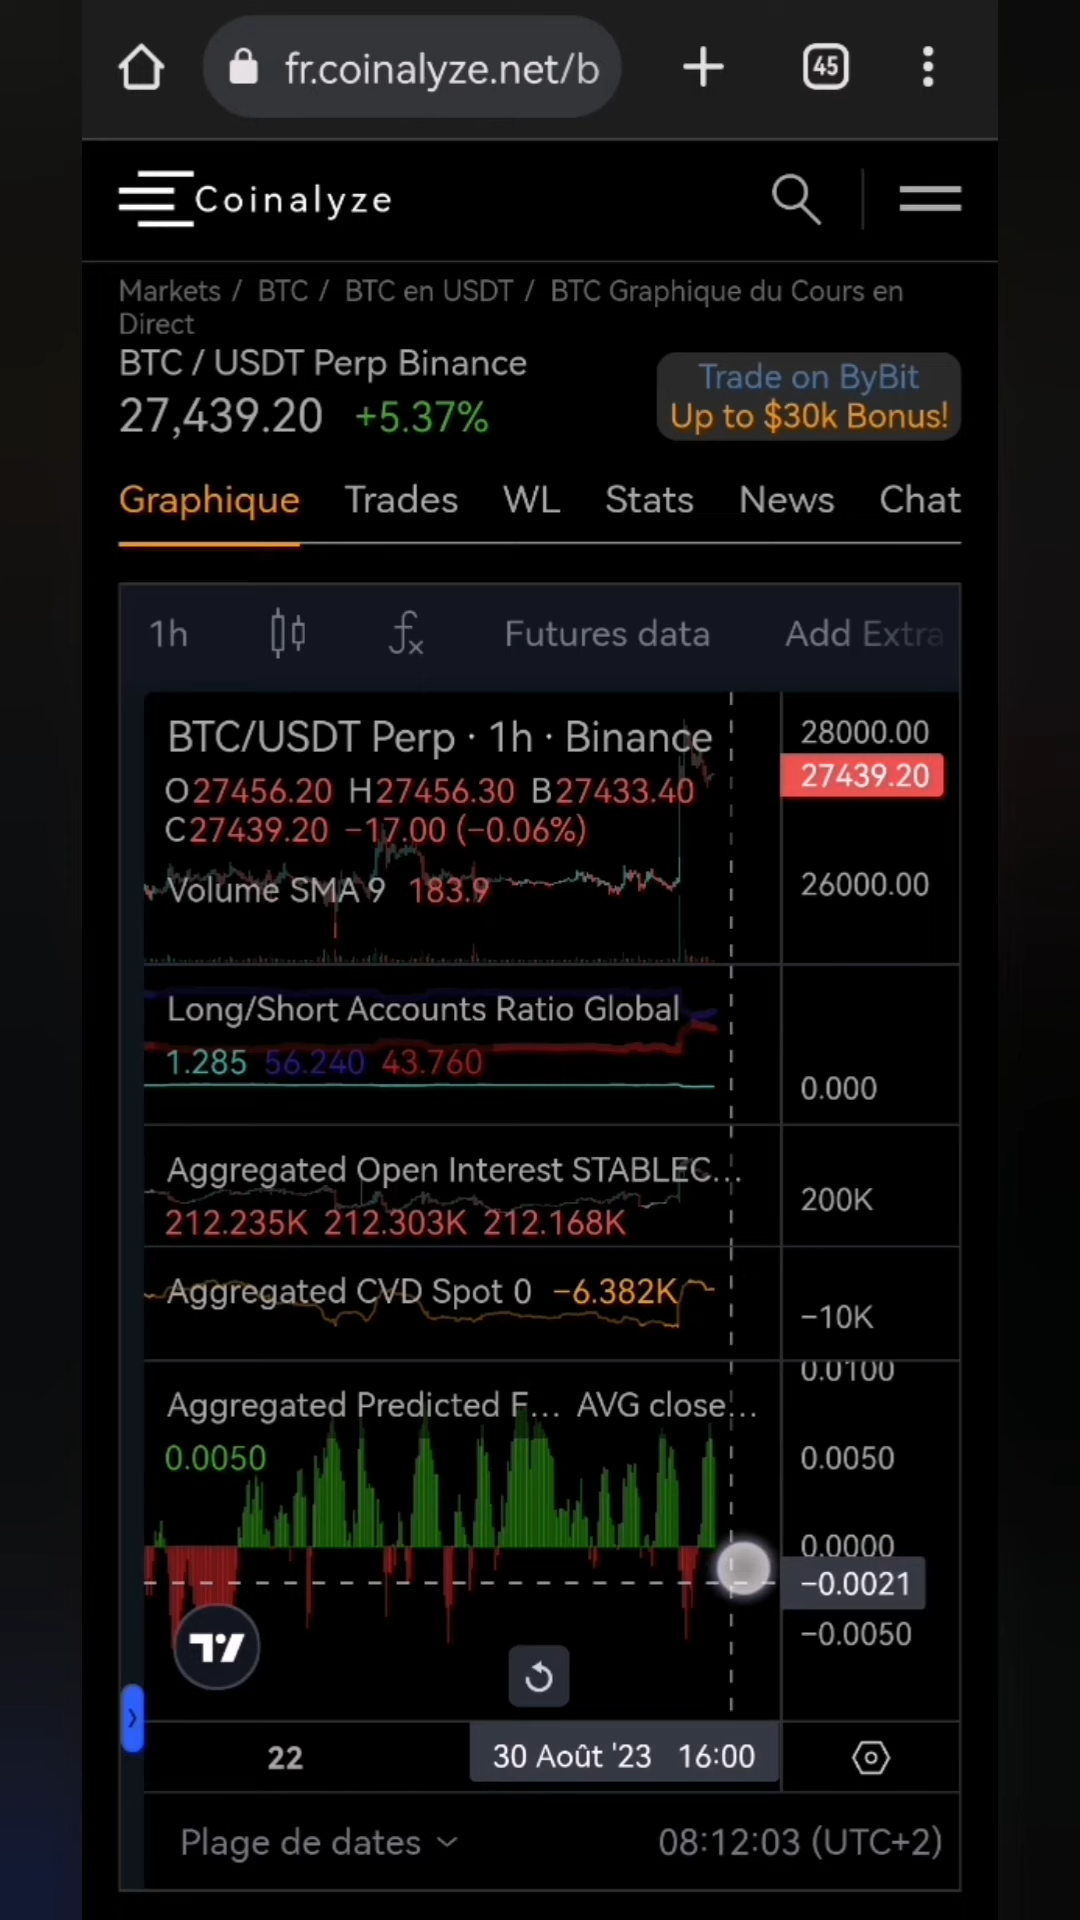 fr.coinalyze.net/b
45
Coinalyze
Markets / BTC / BTC en USDT / BTC Graphique du Cours en
Direct
BTC / USDT Perp Binance
27,439.20 +5.37%
Trade on ByBit
Up to $30k Bonus!
Graphique Trades WL Stats News Chat
1h fx Futures data Add Extra
BTC/USDT Perp · 1h · Binance
O27456.20 H27456.30 B27433.40
C27439.20 −17.00 (−0.06%)
Volume SMA 9 183.9
28000.00
27439.20
26000.00
Long/Short Accounts Ratio Global
1.285 56.240 43.760
0.000
Aggregated Open Interest STABLEC...
212.235K 212.303K 212.168K
200K
Aggregated CVD Spot 0 −6.382K
−10K
Aggregated Predicted F... AVG close...
0.0050
0.0100
0.0050
0.0000
−0.0021
−0.0050
22
30 Août '23 16:00
Plage de dates
08:12:03 (UTC+2)